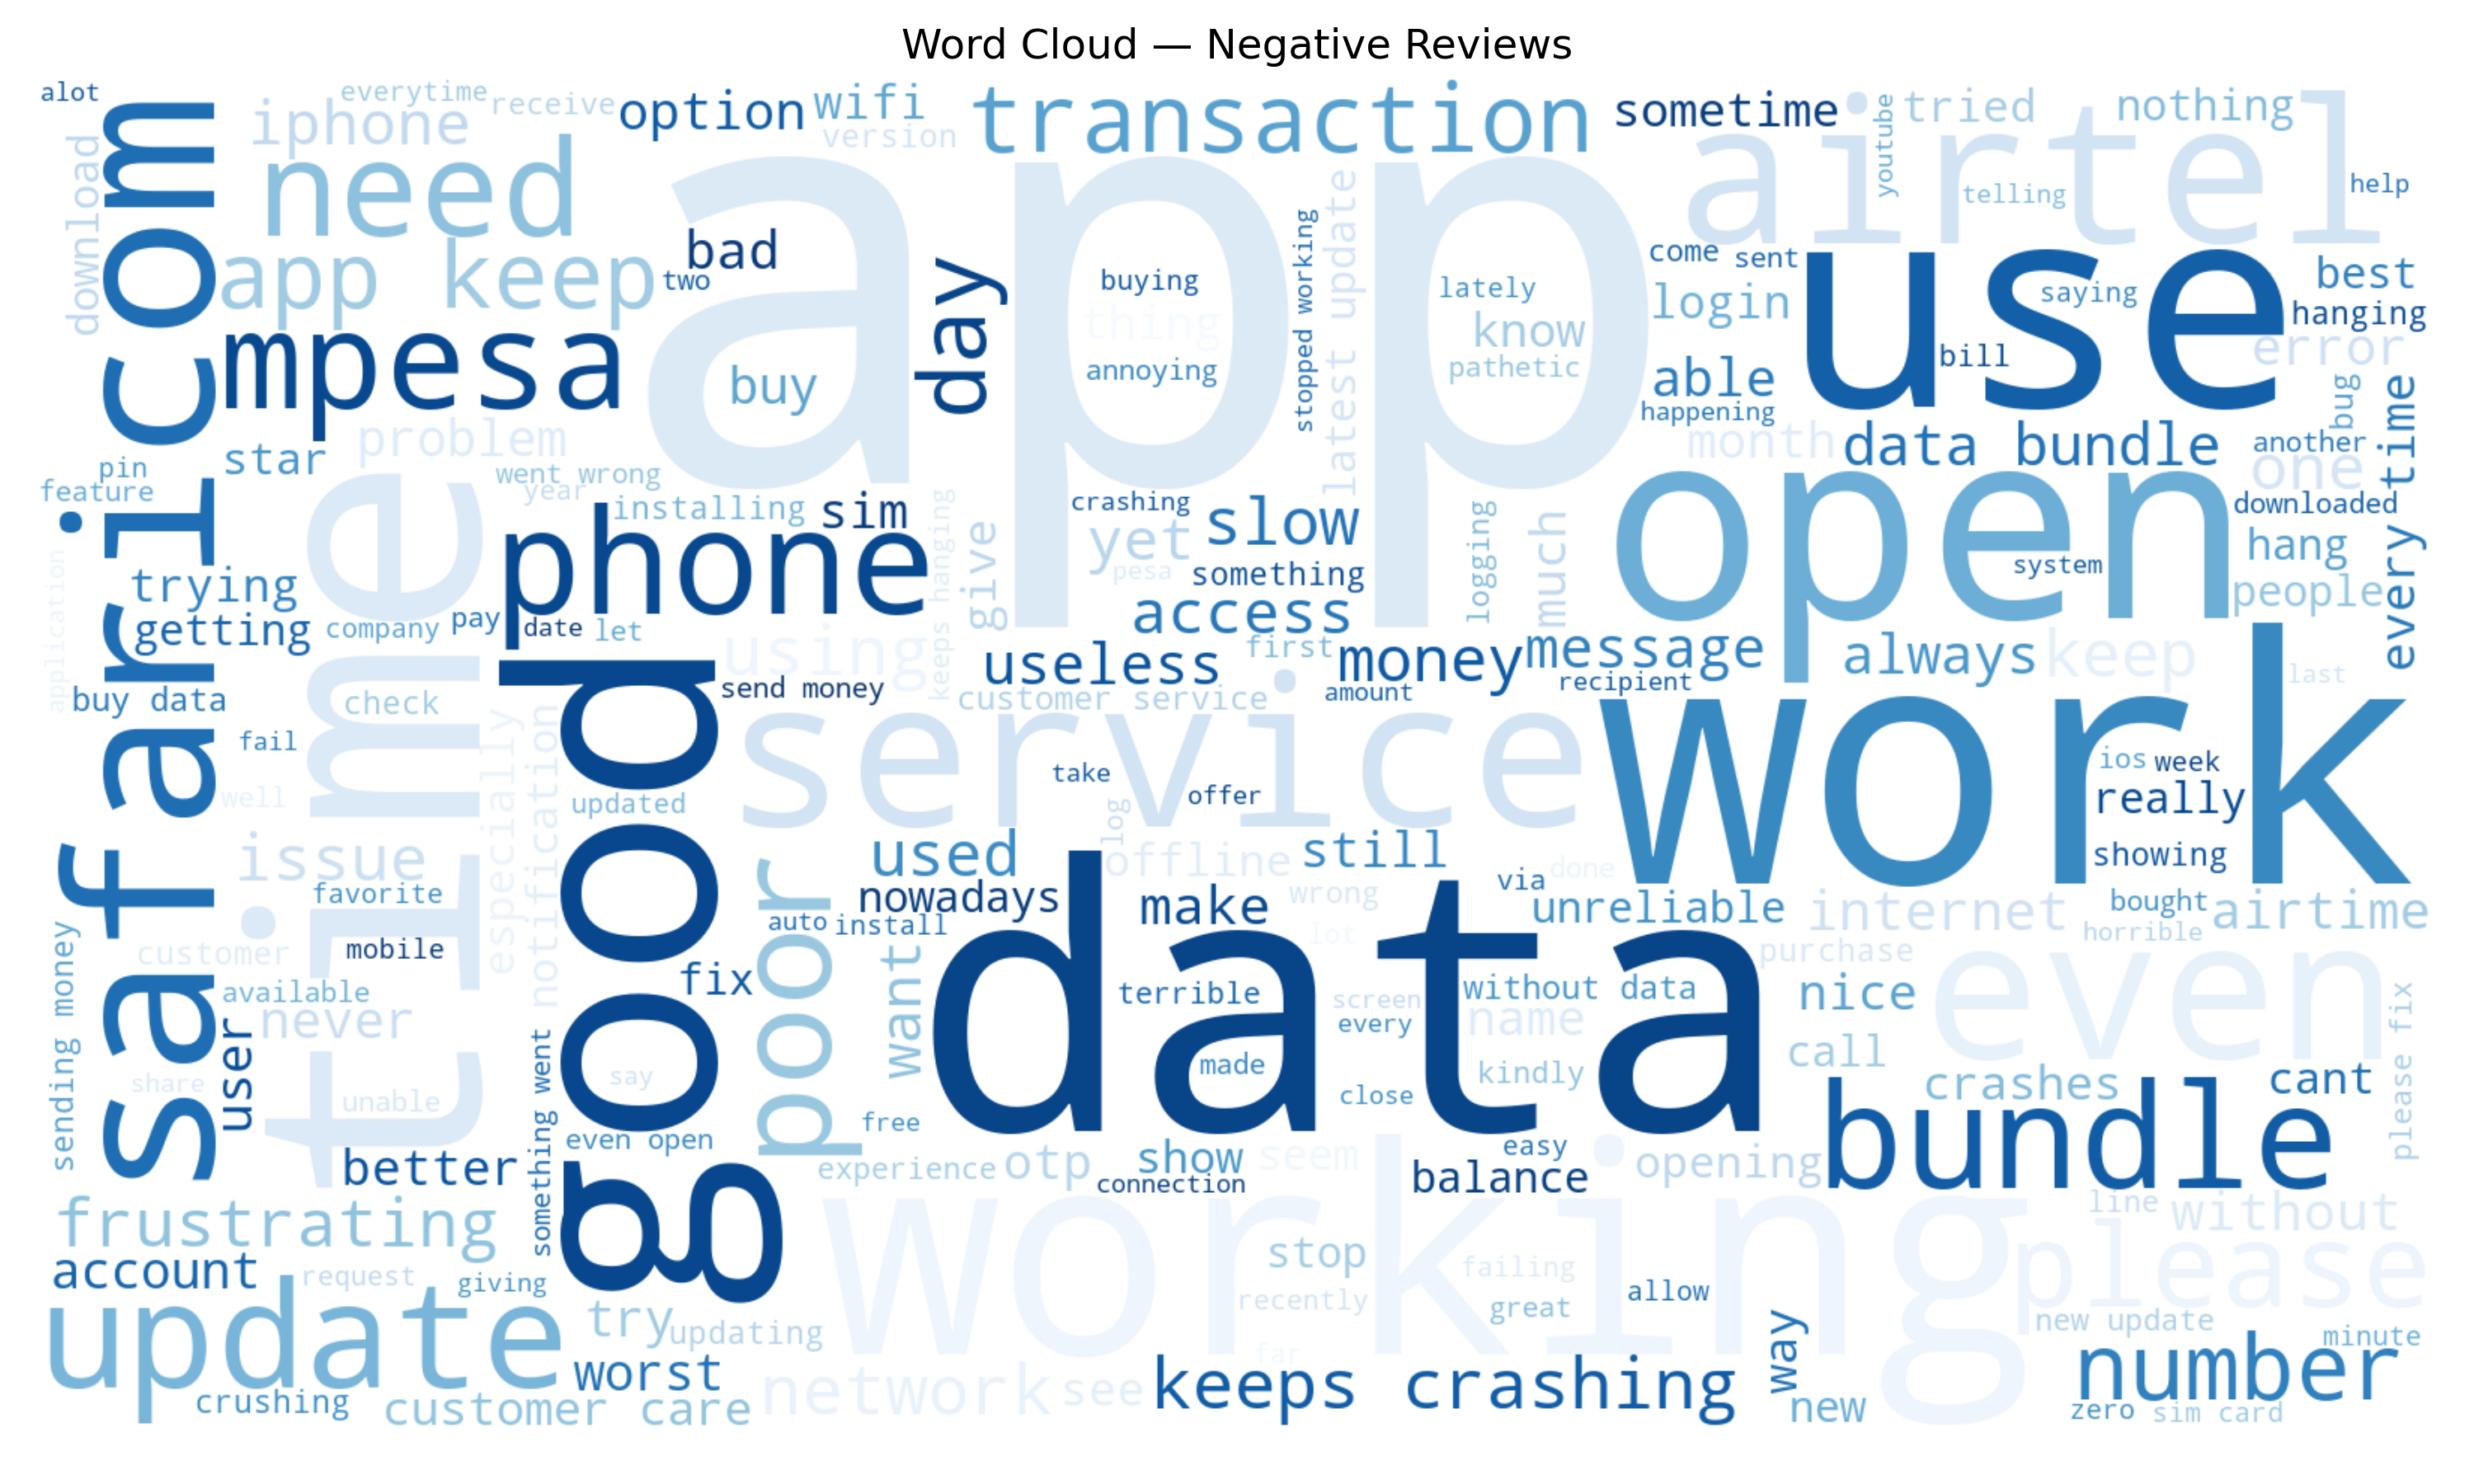 Word Cloud — Negative Reviews
alot
everytime
receive
option
wifi
version
transaction
sometime
youtube
tried
nothing
iphone
download
need
airtel
telling
help
app
bad
two
app keep
day
buying
thing
annoying
buy
stopped working
latest update
lately
know
pathetic
come
sent
login
able
happening
use
saying
bill
best
hanging
error
bug
every time
safaricom
mpesa
star
problem
pin
feature
went wrong
year
installing
sim
month
data bundle
another
one
downloaded
phone
keeps hanging
give
crashing
yet
slow
pesa
something
access
logging
much
open
system
hang
people
application
trying
getting
company
pay
date
let
time
using
send money
useless
first
money
message
customer service
amount
recipient
always
keep
last
buy data
check
fail
well
especially
notification
good
updated
service
take
offer
log
work
ios
week
really
showing
issue
favorite
used
offline
still
done
via
customer
mobile
nowadays
auto
install
make
wrong
lot
unreliable
internet
bought
airtime
horrible
purchase
sending money
available
never
user
fix
poor
want
data
terrible
screen
every
without data
name
nice
even
please fix
share
unable
say
made
close
kindly
call
crashes
cant
something went
even open
free
easy
bundle
better
experience
otp
show
connection
seem
balance
opening
frustrating
account
request
giving
working
line
without
please
stop
failing
recently
great
allow
update
try
updating
new update
minute
far
way
number
worst
crushing
customer care
network
see
keeps crashing
new
zero
sim card